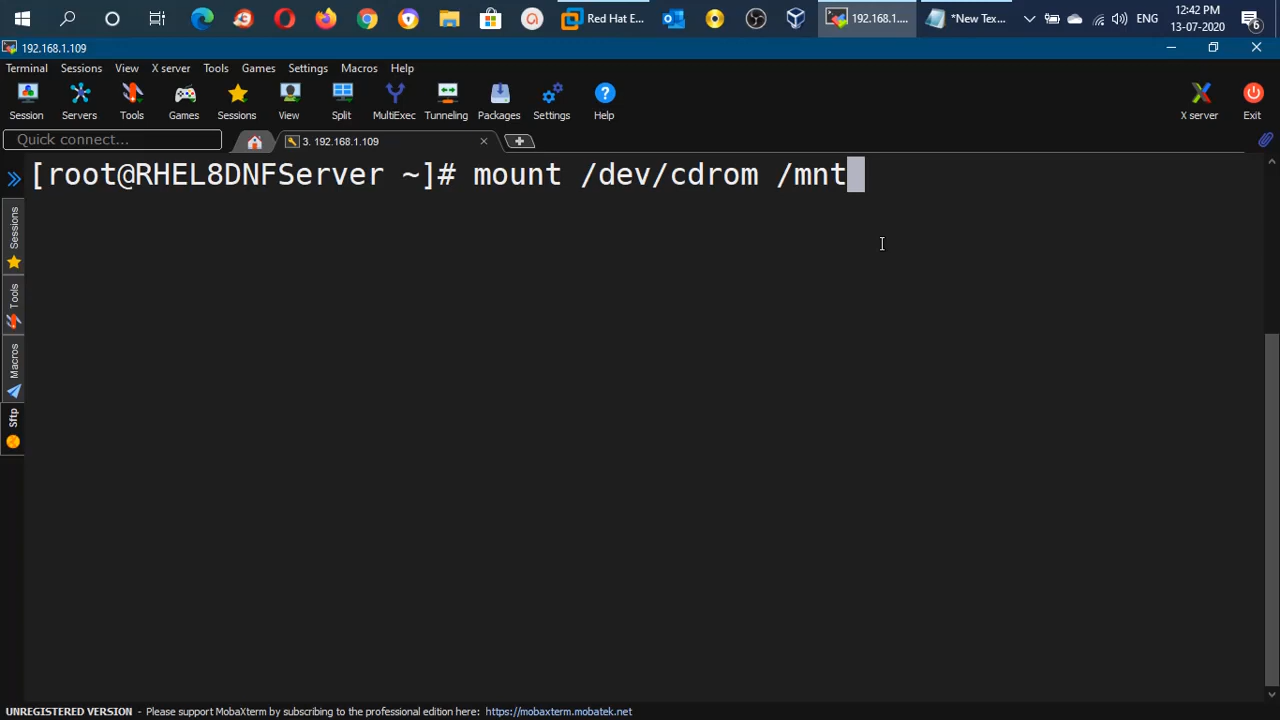 Red Hat E...
192.168.1....
*New Tex...
ENG
12:42 PM
13-07-2020
6
192.168.1.109
Terminal Sessions View X server Tools Games Settings Macros Help
Session Servers Tools Games Sessions View Split MultiExec Tunneling Packages Settings Help X server Exit
Quick connect...
3. 192.168.1.109
[root@RHEL8DNFServer ~]# mount /dev/cdrom /mnt
Sessions
Tools
Macros
Sftp
UNREGISTERED VERSION - Please support MobaXterm by subscribing to the professional edition here: https://mobaxterm.mobatek.net